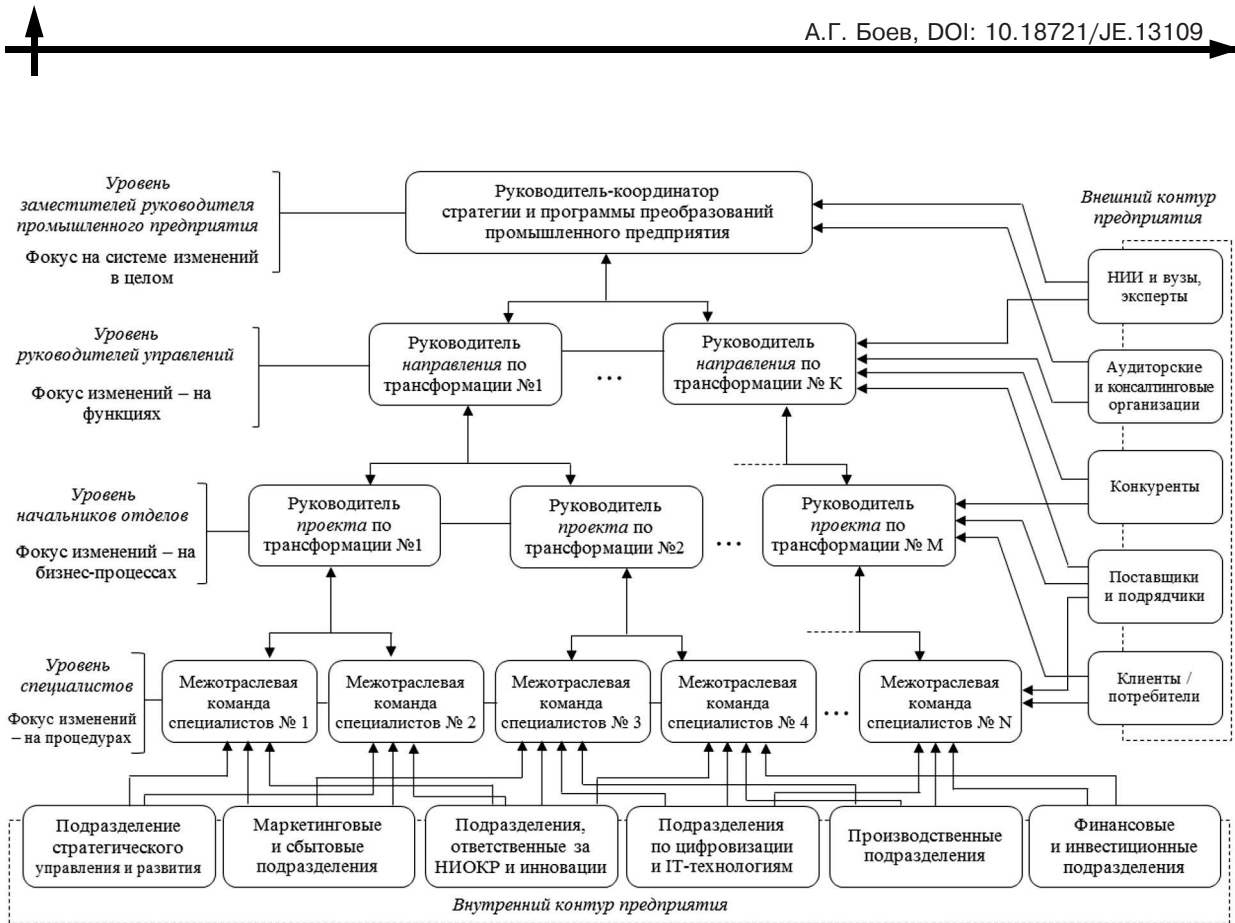 А.Г. Боев, DOI: 10.18721/JE.13109
Уровень
заместителей руководителя
промышленного предприятия
Фокус на системе изменений
в целом
Руководитель-координатор
стратегии и программы преобразований
промышленного предприятия
Внешний контур
предприятия
НИИ и вузы,
эксперты
Уровень
руководителей управлений
Фокус изменений – на
функциях
Руководитель
направления по
трансформации №1
...
Руководитель
направления по
трансформации № K
Аудиторские
и консалтинговые
организации
Уровень
начальников отделов
Фокус изменений – на
бизнес-процессах
Руководитель
проекта по
трансформации №1
Руководитель
проекта по
трансформации №2
...
Руководитель
проекта по
трансформации № M
Конкуренты
Поставщики
и подрядчики
Уровень
специалистов
Фокус изменений
– на процедурах
Межотраслевая
команда
специалистов № 1
Межотраслевая
команда
специалистов № 2
Межотраслевая
команда
специалистов № 3
Межотраслевая
команда
специалистов № 4
...
Межотраслевая
команда
специалистов № N
Клиенты /
потребители
Подразделение
стратегического
управления и развития
Маркетинговые
и сбытовые
подразделения
Подразделения,
ответственные за
НИОКР и инновации
Подразделения
по цифровизации
и IT-технологиям
Производственные
подразделения
Финансовые
и инвестиционные
подразделения
Внутренний контур предприятия